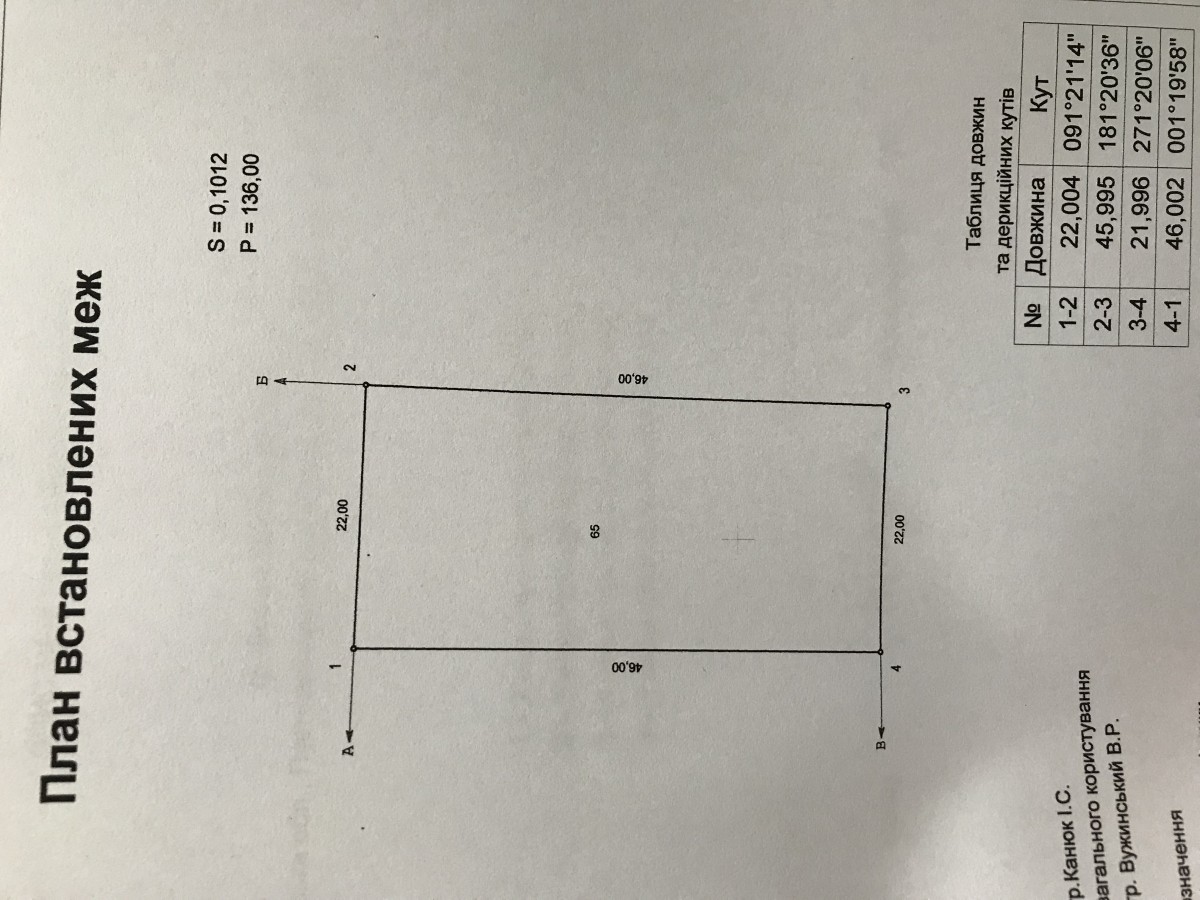 План встановлених меж
S = 0,1012
P = 136,00
Б
1
22,00
2
А
46,00
65
46,00
В
4
22,00
3
Таблиця довжин
та дерикційних кутів
№ Довжина Кут
1-2 22,004 091°21'14"
2-3 45,995 181°20'36"
3-4 21,996 271°20'06"
4-1 46,002 001°19'58"
р.Канюк І.С.
загального користування
гр. Вужинський В.Р.